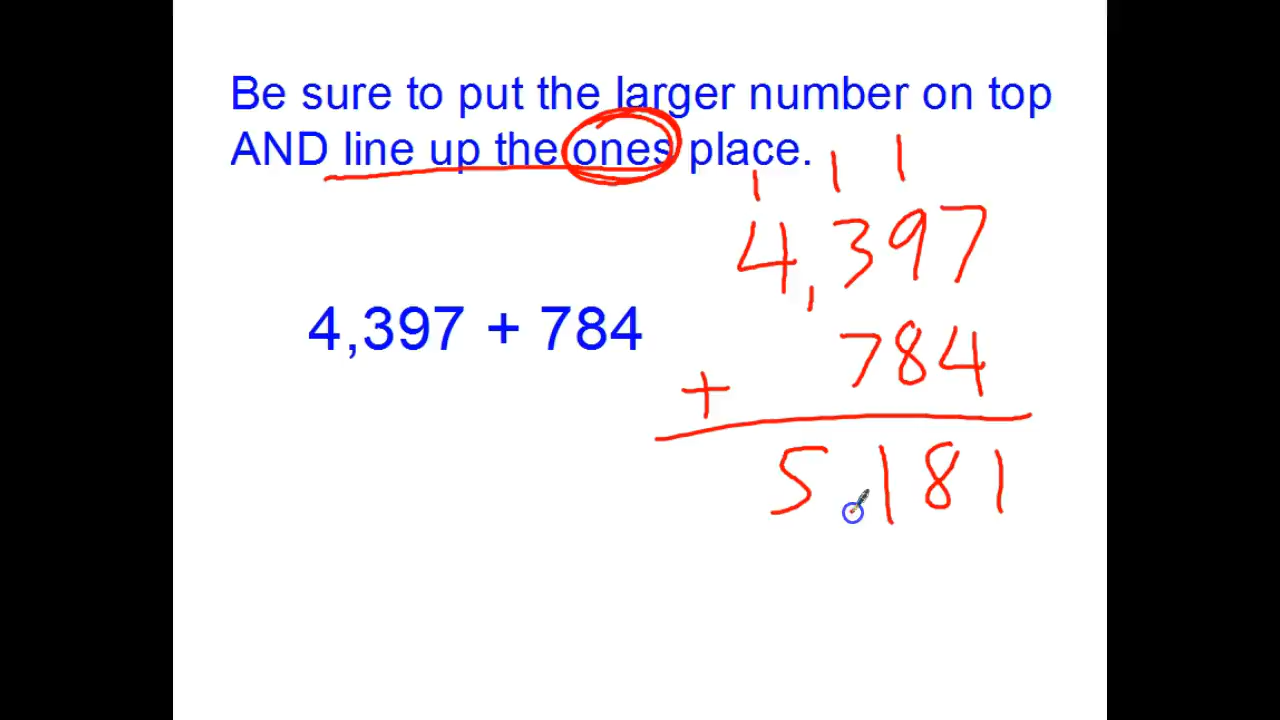 Be sure to put the larger number on top
AND line up the ones place.
1 1 1
4,397
4,397 + 784
784
+
5,181